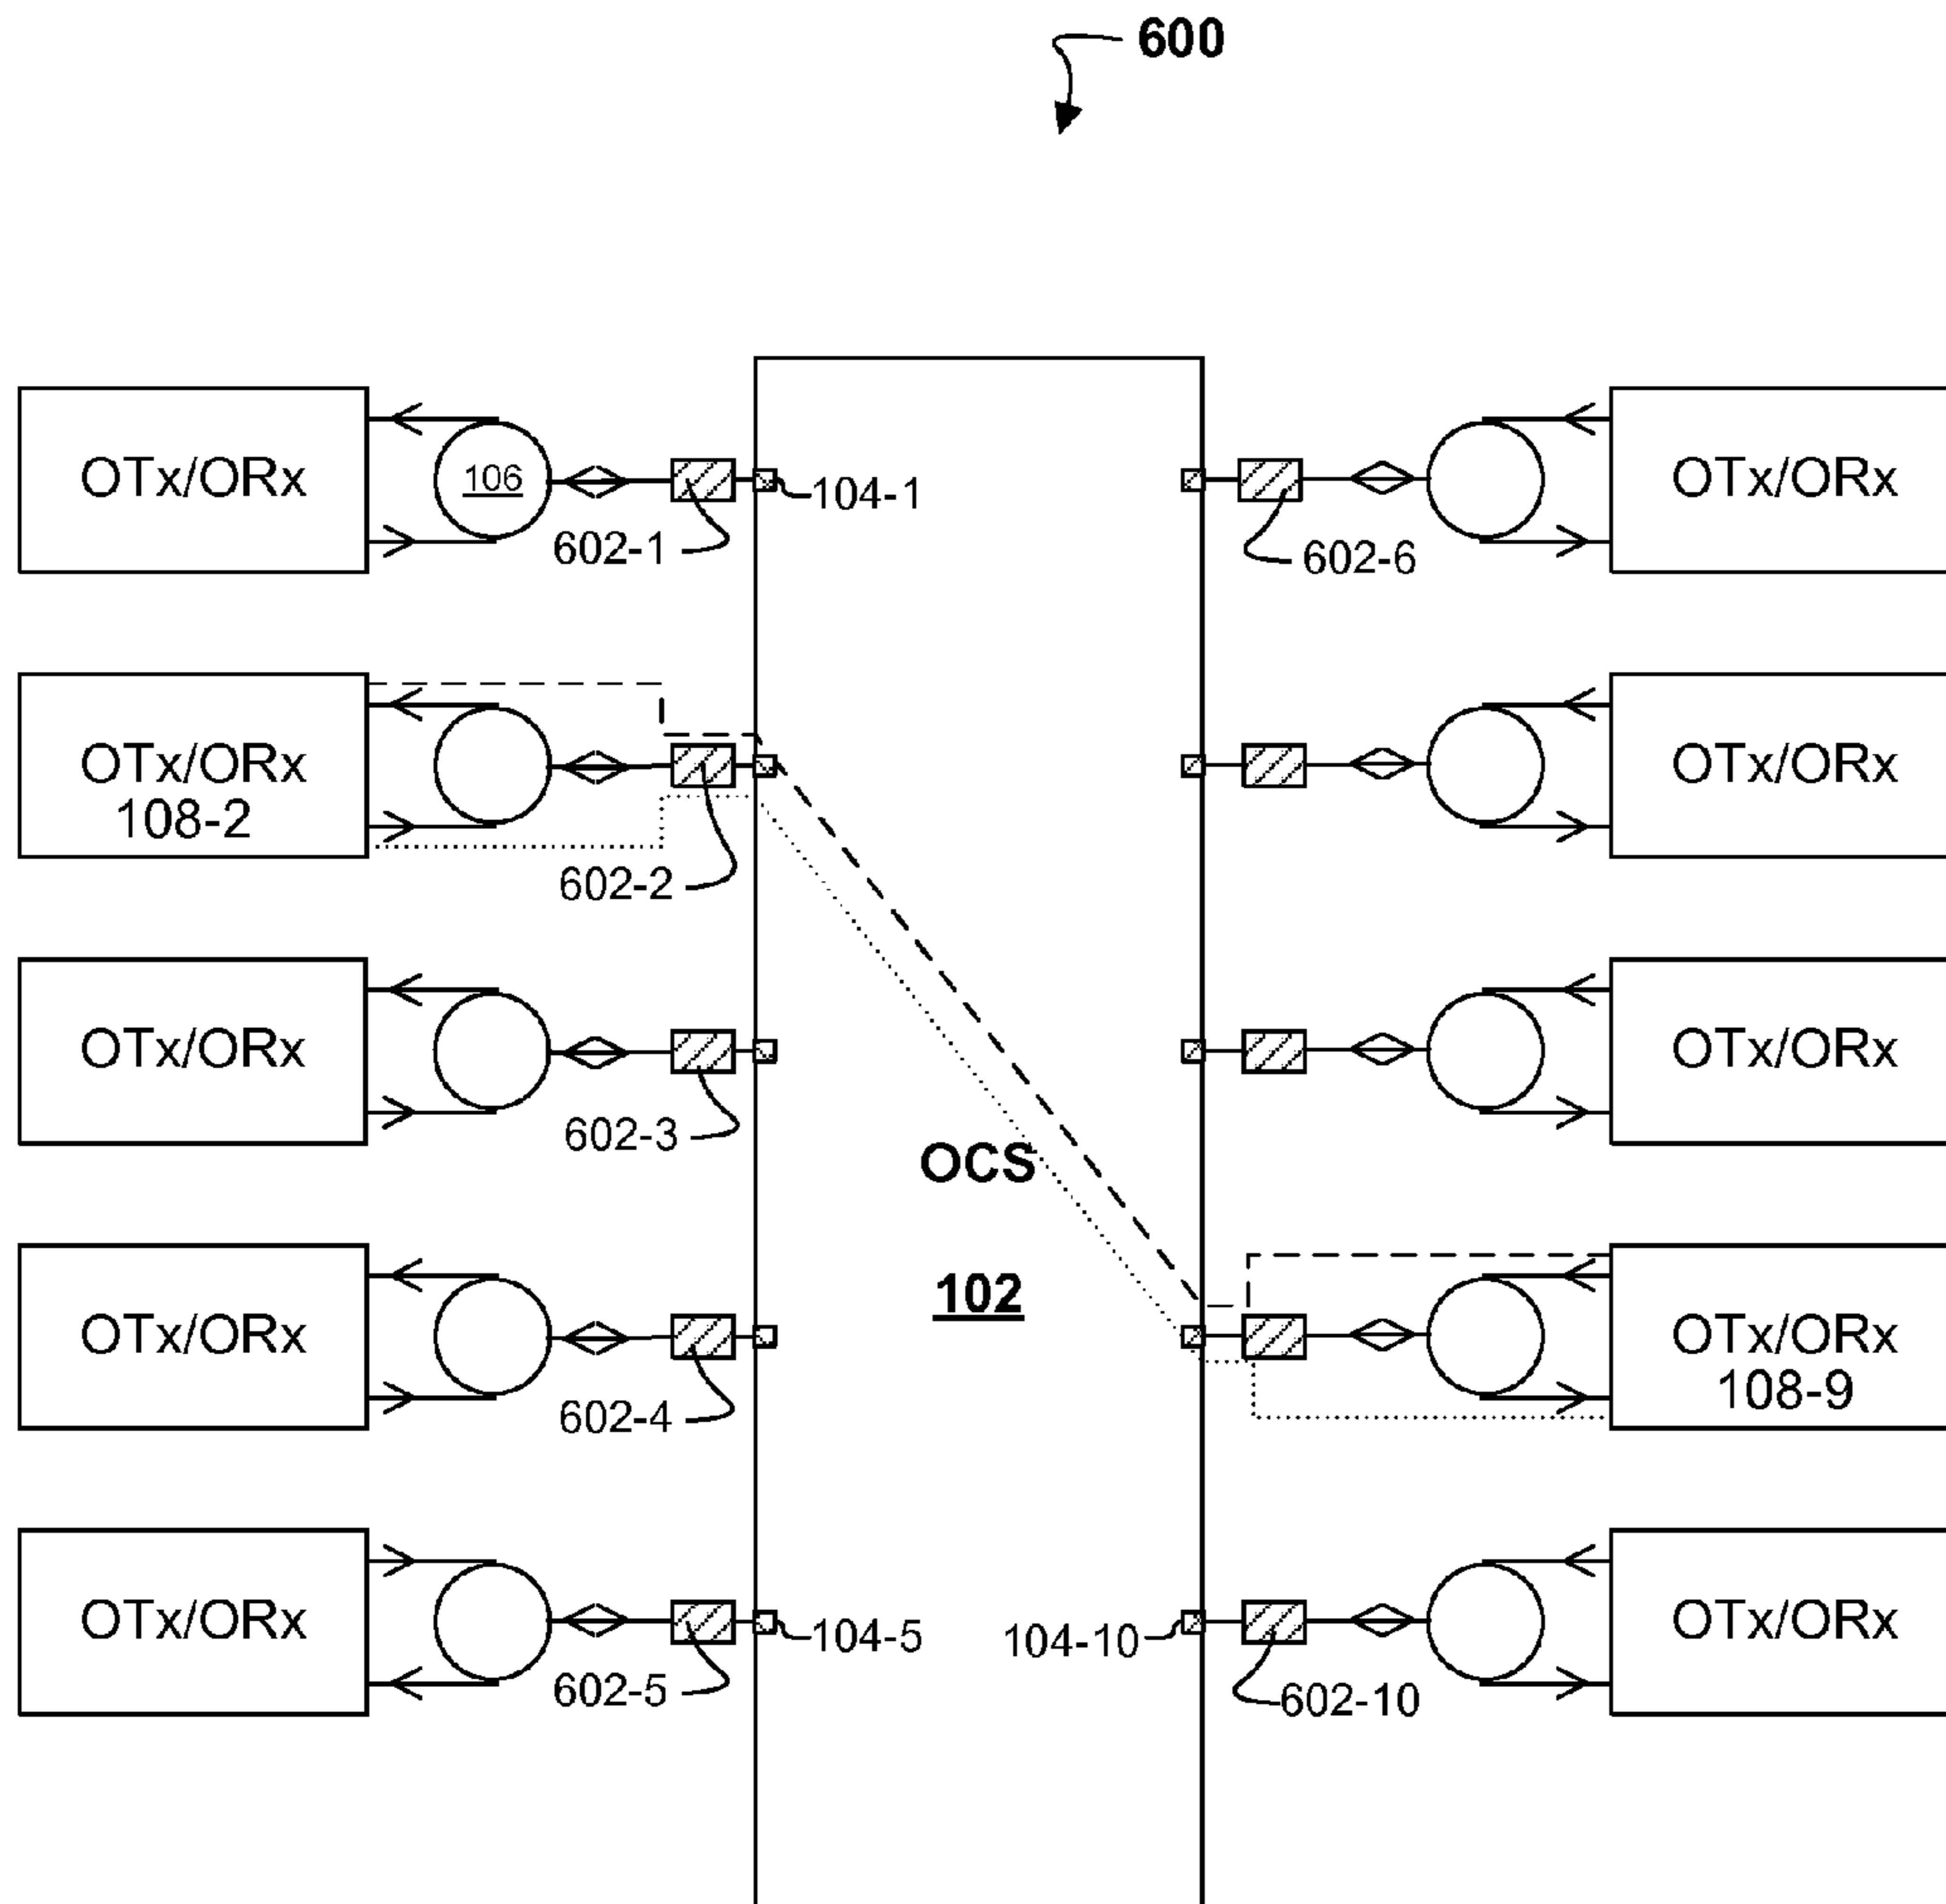 600
OTx/ORx
106
602-1
104-1
602-6
OTx/ORx
OTx/ORx
108-2
602-2
OTx/ORx
OTx/ORx
602-3
OTx/ORx
OCS
102
OTx/ORx
602-4
OTx/ORx
108-9
OTx/ORx
602-5
104-5
104-10
602-10
OTx/ORx